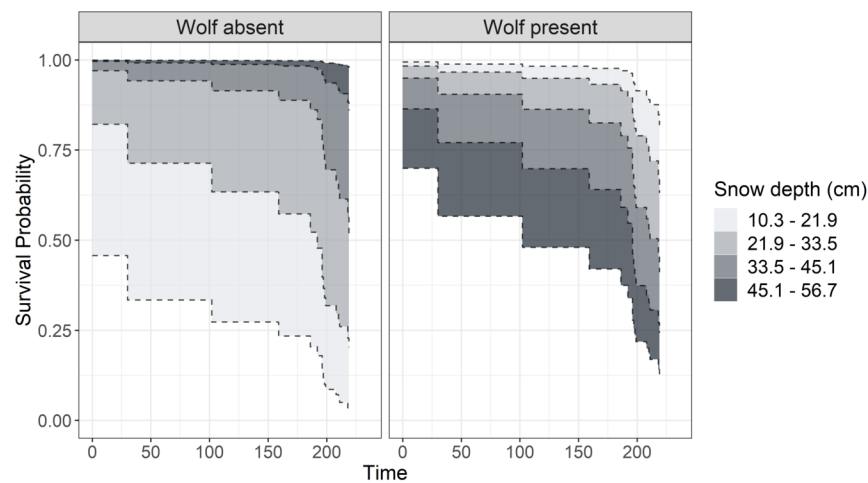 Wolf absent
Wolf present
1.00
0.75
0.50
0.25
0.00
Survival Probability
0 50 100 150 200
0 50 100 150 200
Time
Snow depth (cm)
10.3 - 21.9
21.9 - 33.5
33.5 - 45.1
45.1 - 56.7